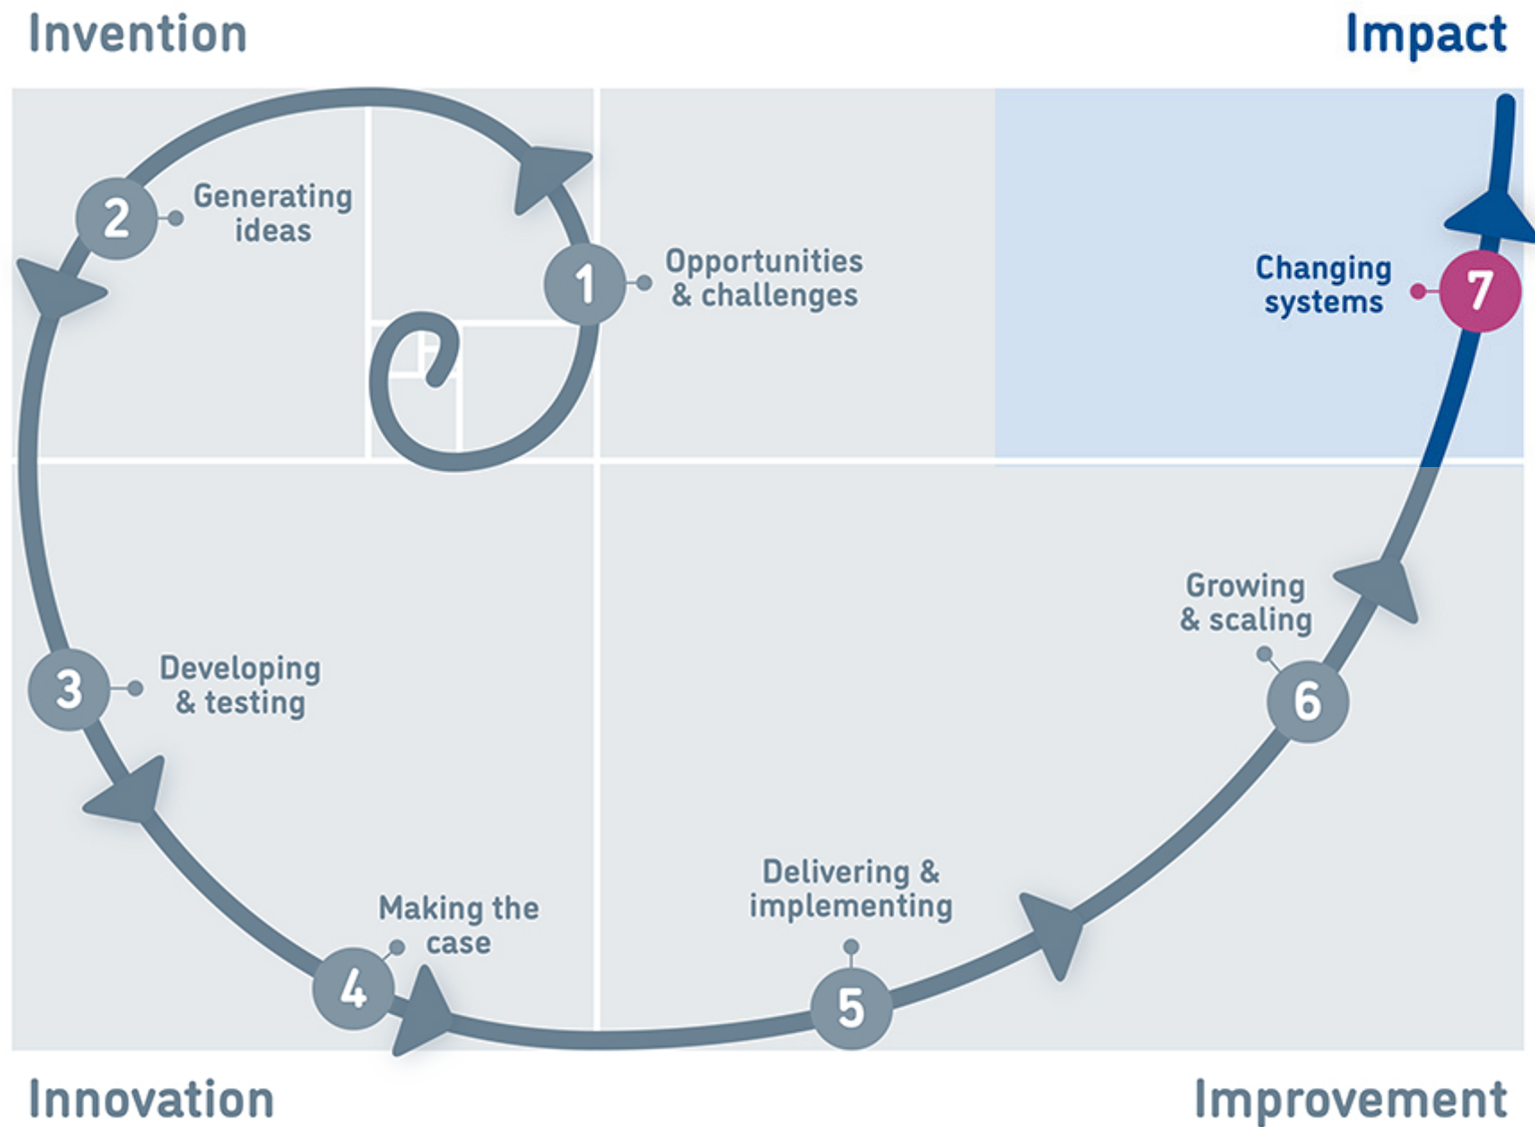 Invention
Impact
2
Generating
ideas
1
Opportunities
& challenges
Changing
systems
7
3
Developing
& testing
Growing
& scaling
6
Making the
case
4
Delivering &
implementing
5
Innovation
Improvement